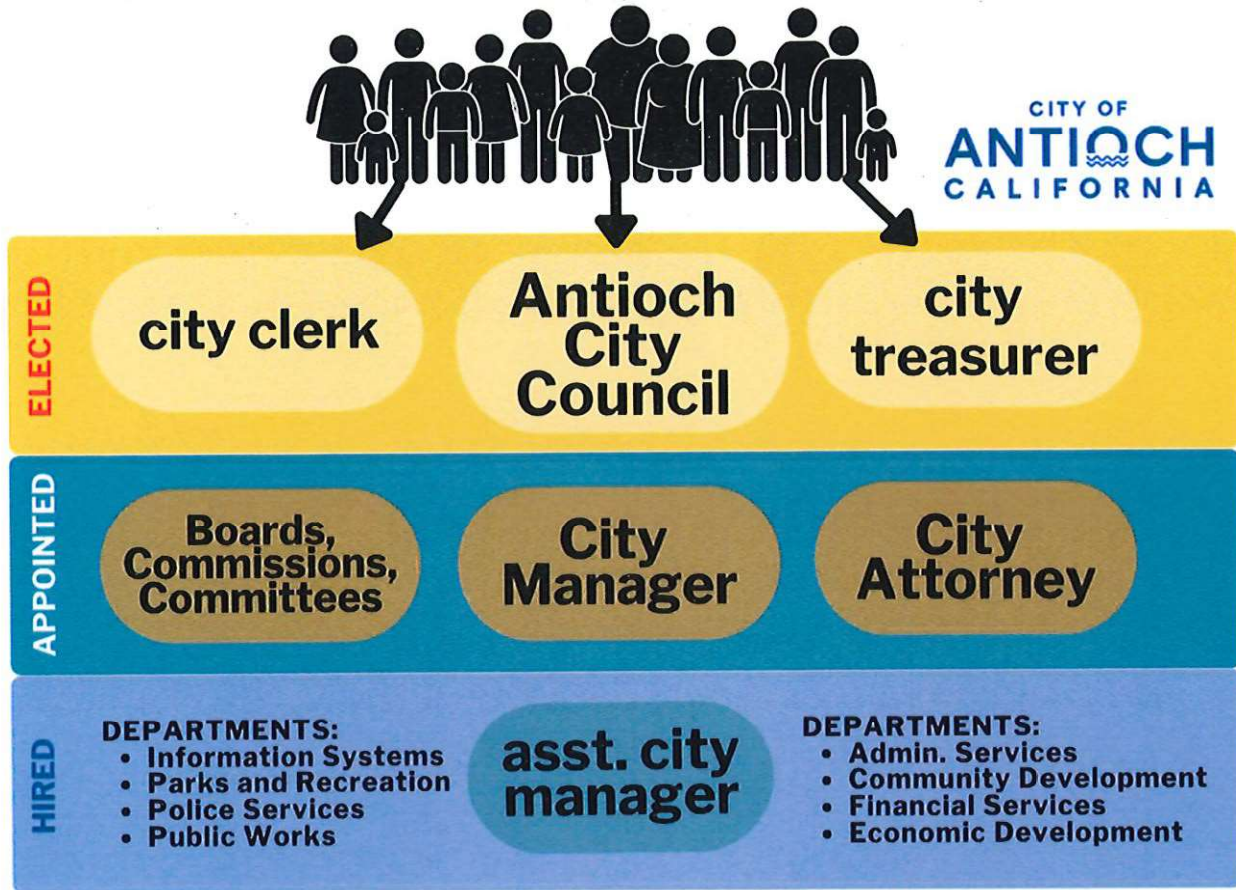 CITY OF
ANTIOCH
CALIFORNIA
ELECTED
city clerk
Antioch
City
Council
city
treasurer
APPOINTED
Boards,
Commissions,
Committees
City
Manager
City
Attorney
HIRED
DEPARTMENTS:
• Information Systems
• Parks and Recreation
• Police Services
• Public Works
asst. city
manager
DEPARTMENTS:
• Admin. Services
• Community Development
• Financial Services
• Economic Development